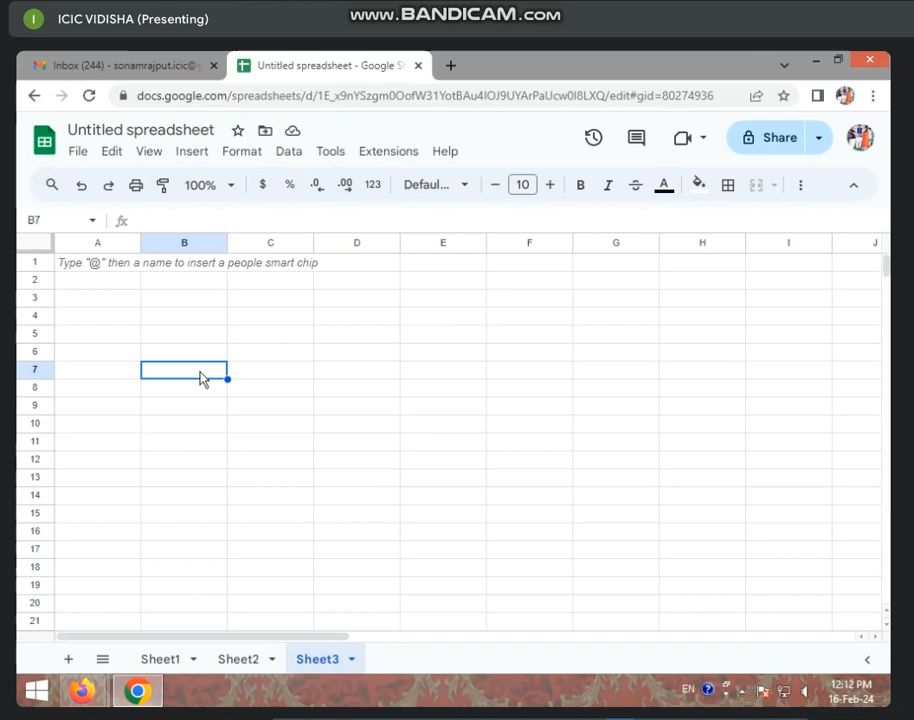 www.BANDICAM.com
I ICIC VIDISHA (Presenting)
Inbox (244) - sonamrajput.icic@g
Untitled spreadsheet - Google Sh
docs.google.com/spreadsheets/d/1E_x9nYSzgm0OofW31YotBAu4IOJ9UYArPaUcw0I8LXQ/edit#gid=80274936
Untitled spreadsheet
File Edit View Insert Format Data Tools Extensions Help
Share
100% $ % .0 .00 123 Defaul... 10 B I S A
B7 fx
A B C D E F G H I J
1 Type "@" then a name to insert a people smart chip
2
3
4
5
6
7
8
9
10
11
12
13
14
15
16
17
18
19
20
21
Sheet1 Sheet2 Sheet3
EN 12:12 PM
16-Feb-24